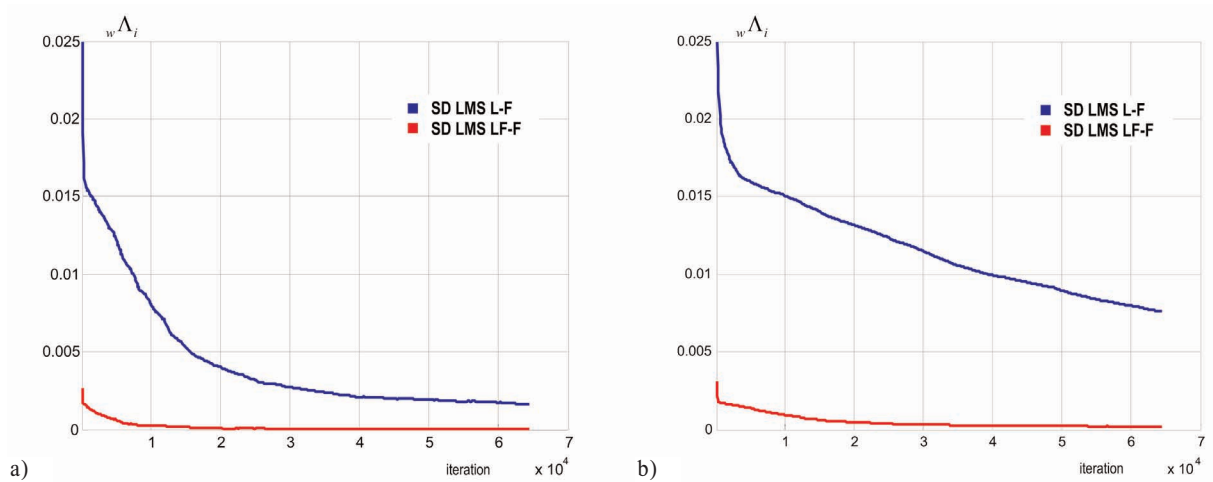 wΛi
0.025
0.02
0.015
0.01
0.005
0
SD LMS L-F
SD LMS LF-F
1 2 3 4 5 6 7
iteration x 10^4
a)
wΛi
0.025
0.02
0.015
0.01
0.005
0
SD LMS L-F
SD LMS LF-F
1 2 3 4 5 6 7
iteration x 10^4
b)